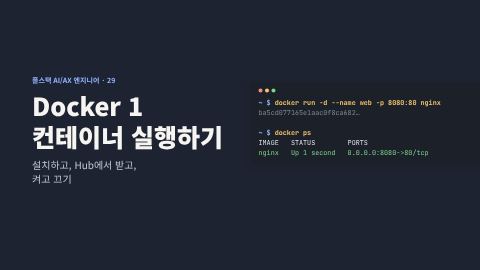 풀스택 AI/AX 엔지니어 · 29
Docker 1
컨테이너 실행하기
설치하고, Hub에서 받고,
켜고 끄기
~ $ docker run -d --name web -p 8080:80 nginx
ba5cd077165e1aac0f8ca682…
~ $ docker ps
IMAGE STATUS PORTS
nginx Up 1 second 0.0.0.0:8080->80/tcp